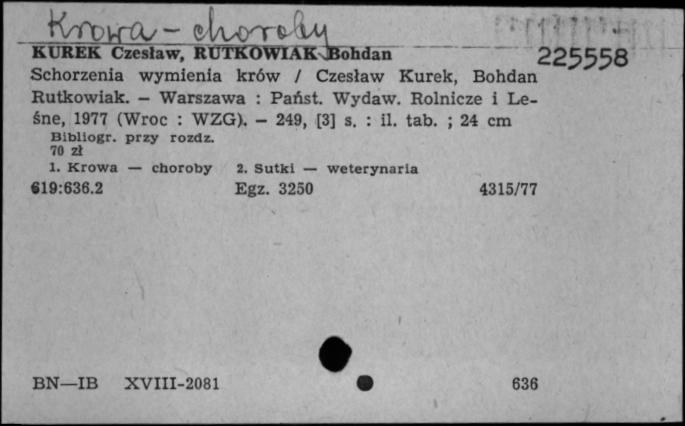 Krowa - choroby
KUREK Czesław, RUTKOWIAK Bohdan 225558
Schorzenia wymienia krów / Czesław Kurek, Bohdan
Rutkowiak. — Warszawa : Państ. Wydaw. Rolnicze i Le-
śne, 1977 (Wroc : WZG). — 249, [3] s. : il. tab. ; 24 cm
Bibliogr. przy rozdz.
70 zł
1. Krowa — choroby 2. Sutki — weterynaria
619:636.2 Egz. 3250 4315/77
BN—IB XVIII-2081 636